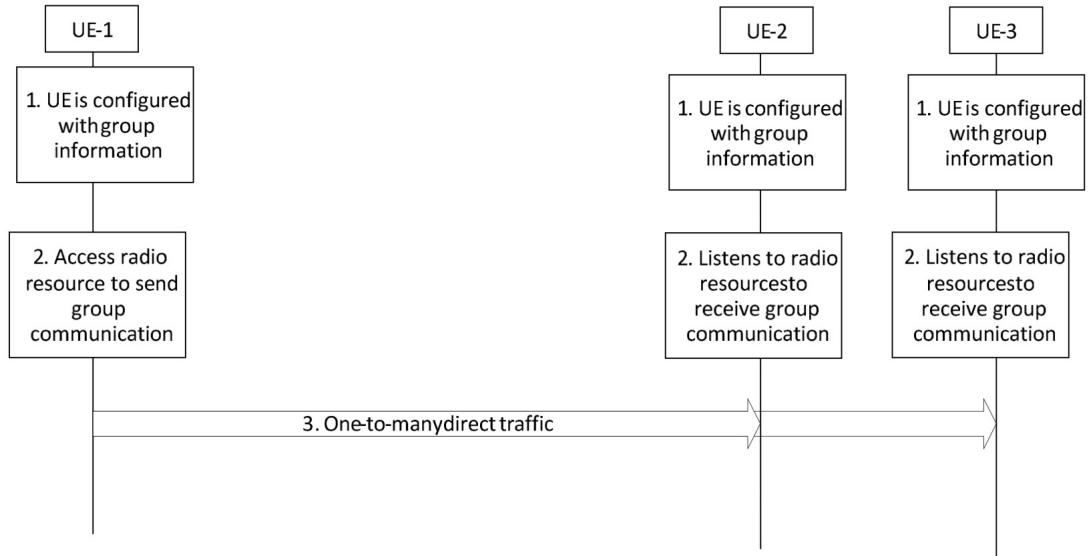 UE-1
UE-2
UE-3
1. UE is configured
with group
information
1. UE is configured
with group
information
1. UE is configured
with group
information
2. Access radio
resource to send
group
communication
2. Listens to radio
resourcesto
receive group
communication
2. Listens to radio
resourcesto
receive group
communication
3. One-to-manydirect traffic